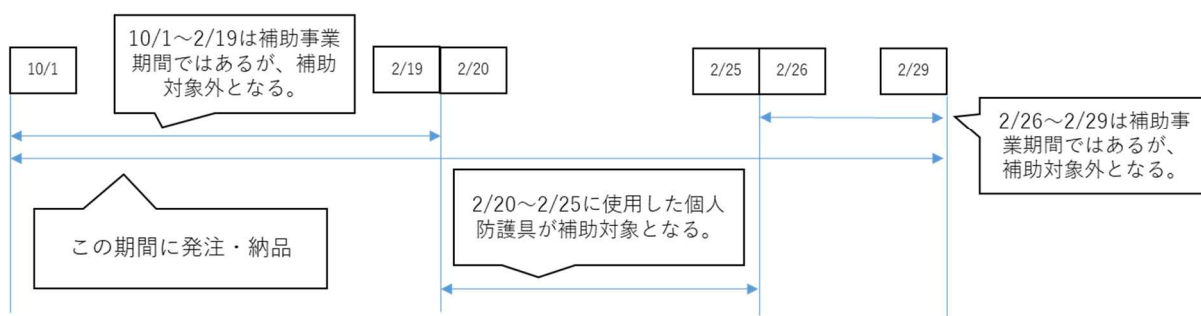 10/1～2/19は補助事業
期間ではあるが、補助
対象外となる。
10/1
2/19
2/20
2/25
2/26
2/29
2/26～2/29は補助事
業期間ではあるが、
補助対象外となる。
2/20～2/25に使用した個人
防護具が補助対象となる。
この期間に発注・納品